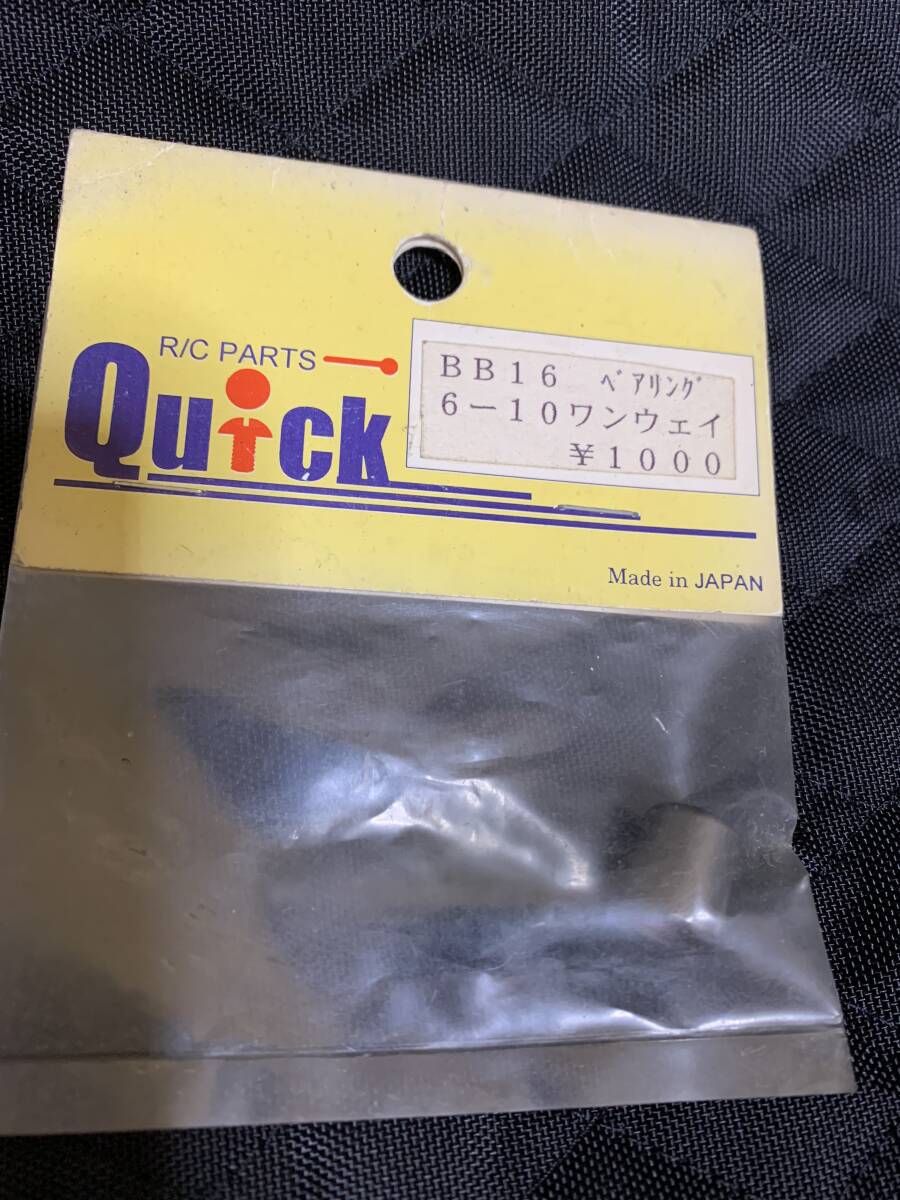 R/C PARTS
Quick
BB16 ﾍﾞｱﾘﾝｸﾞ
6－10ワンウェイ
¥1000
Made in JAPAN